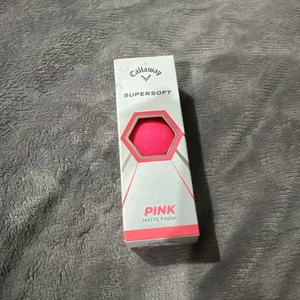 Callaway
SUPERSOFT
PINK
MATTE FINISH